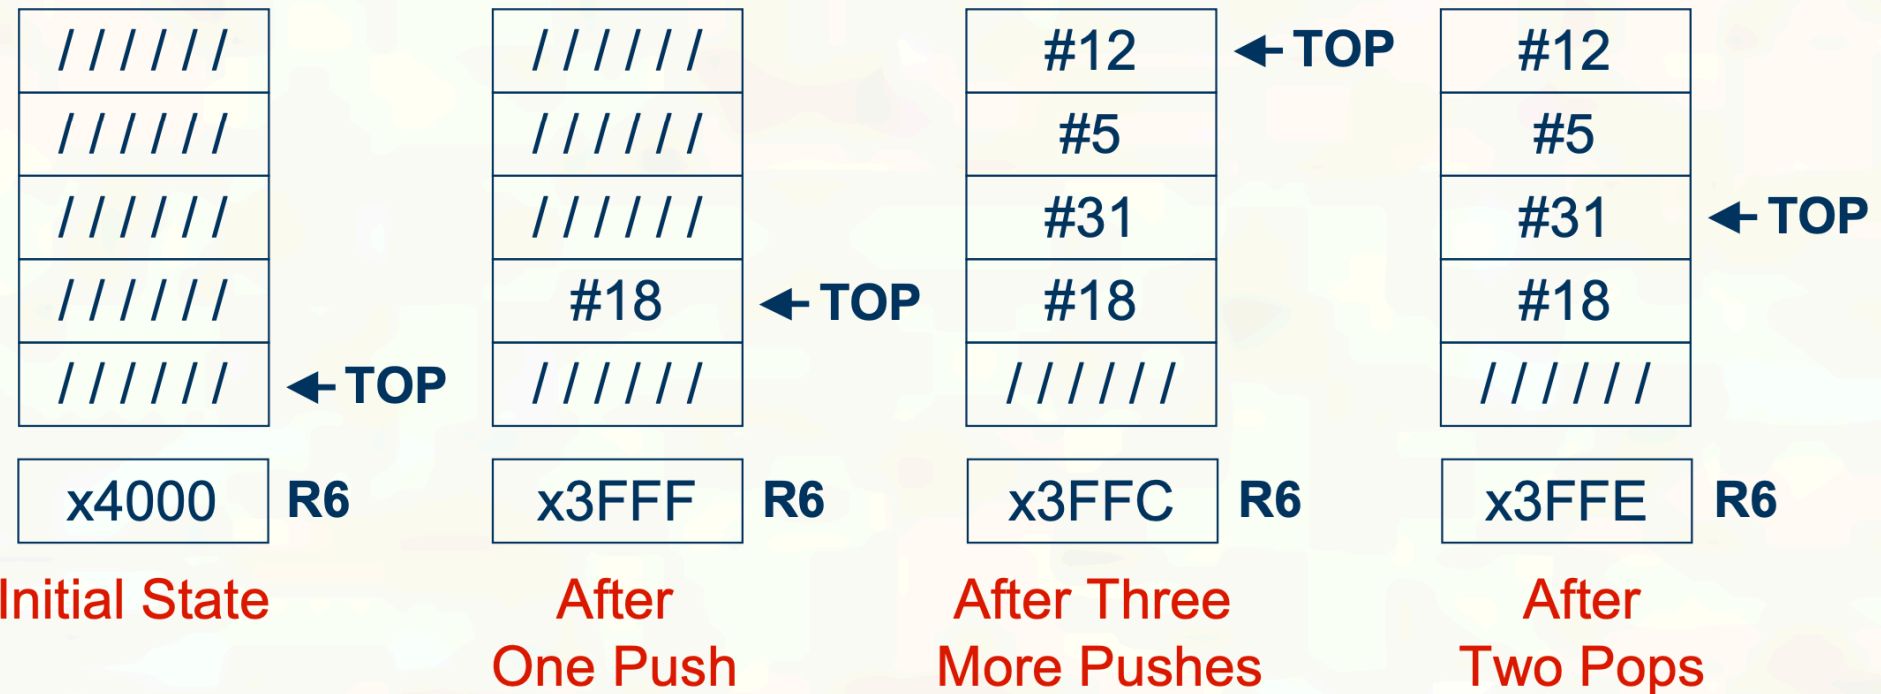 //////
//////
//////
//////
////// TOP
x4000 R6
Initial State
//////
//////
//////
#18 TOP
//////
x3FFF R6
After
One Push
#12 TOP
#5
#31
#18
//////
x3FFC R6
After Three
More Pushes
#12
#5
#31 TOP
#18
//////
x3FFE R6
After
Two Pops